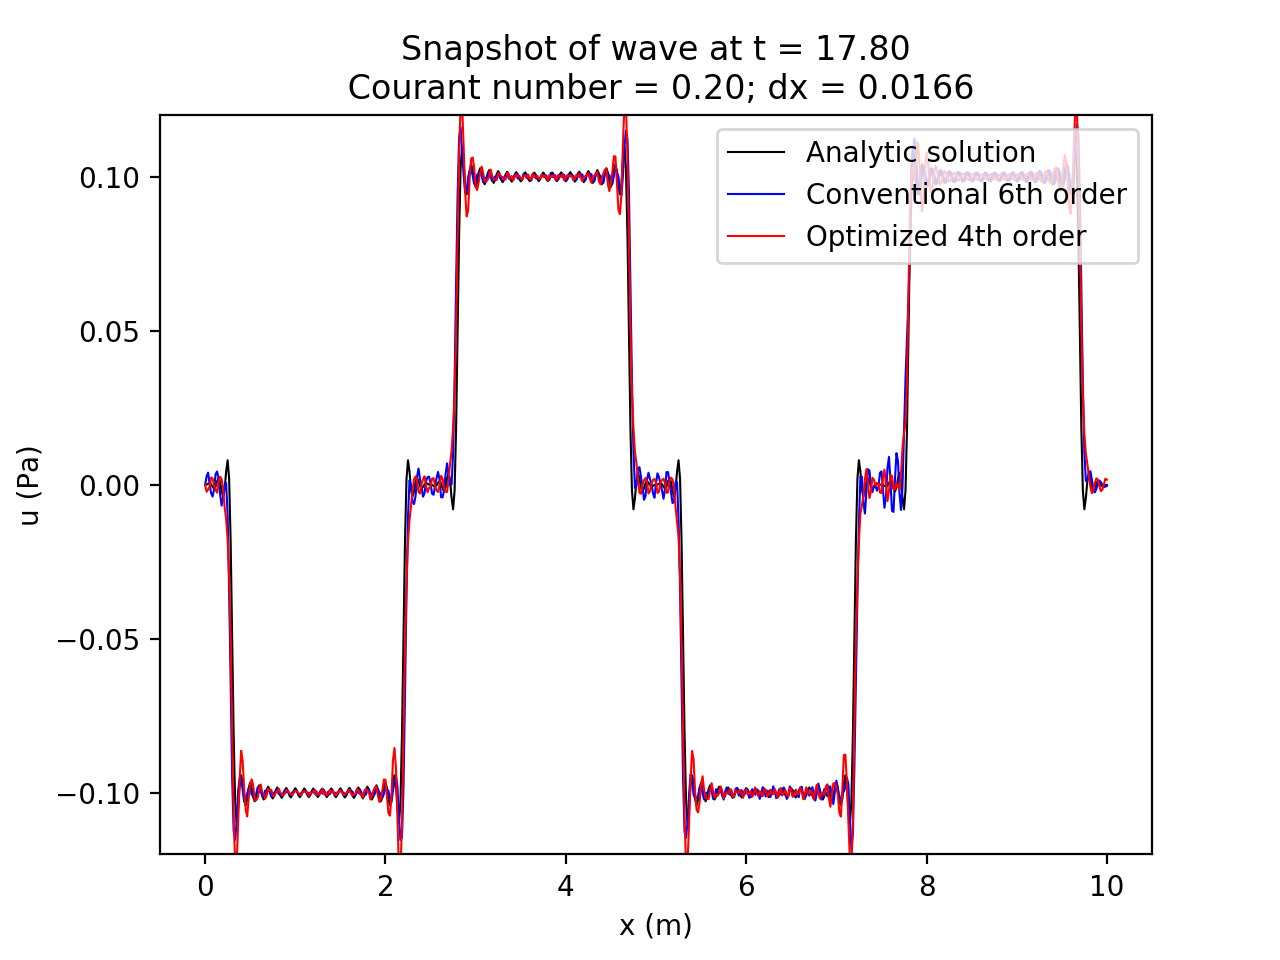 Snapshot of wave at t = 17.80
Courant number = 0.20; dx = 0.0166
Analytic solution
Conventional 6th order
Optimized 4th order
0.10
0.05
0.00
−0.05
−0.10
u (Pa)
0 2 4 6 8 10
x (m)